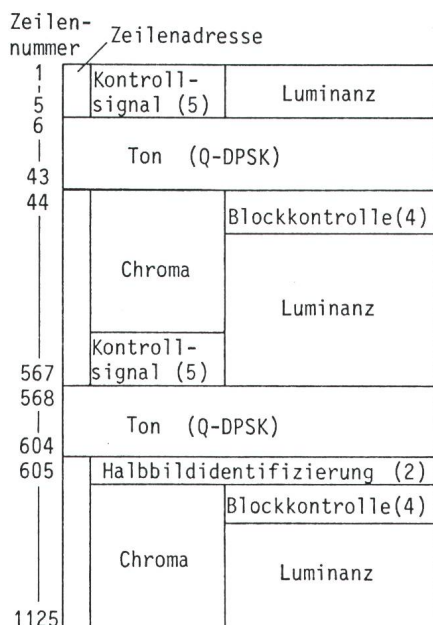 Zeilen-
nummer
Zeilenadresse
1
5
Kontroll-
signal (5)
Luminanz
6
43
Ton (Q-DPSK)
44
Blockkontrolle(4)
Chroma
Luminanz
Kontroll-
signal (5)
567
568
604
Ton (Q-DPSK)
605
Halbbildidentifizierung (2)
Blockkontrolle(4)
Chroma
Luminanz
1125